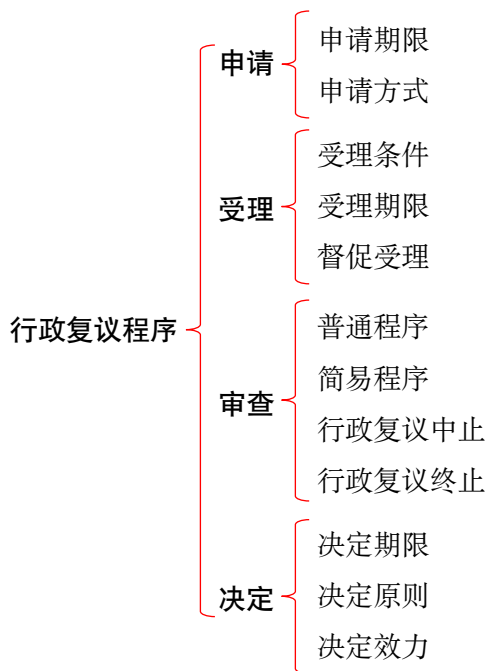 行政复议程序
申请
申请期限
申请方式
受理
受理条件
受理期限
督促受理
审查
普通程序
简易程序
行政复议中止
行政复议终止
决定
决定期限
决定原则
决定效力